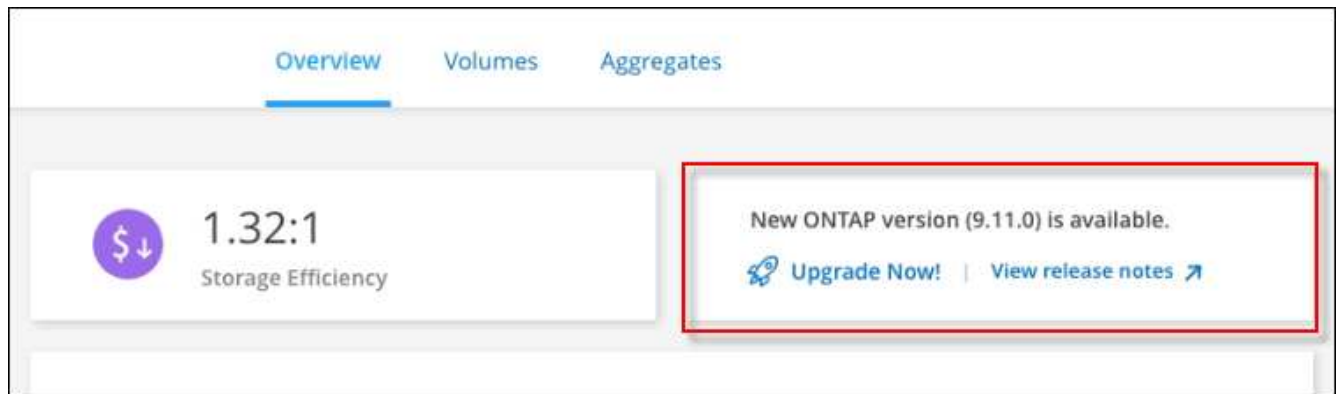 Overview Volumes Aggregates
1.32:1
Storage Efficiency
New ONTAP version (9.11.0) is available.
Upgrade Now! | View release notes